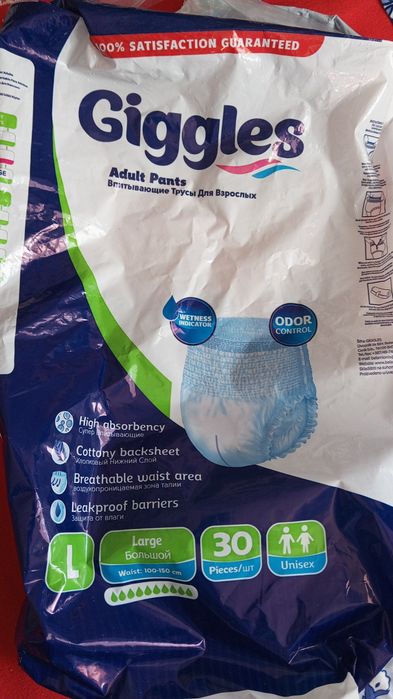 100% SATISFACTION GUARANTEED
Giggles
Adult Pants
Впитывающие Трусы Для Взрослых
WETNESS
INDICATOR
ODOR
CONTROL
High absorbency
Супер Впитывающие
Cottony backsheet
Хлопковый Нижний Слой
Breathable waist area
воздухопроницаемая зона талии
Leakproof barriers
Защита от влаги
L
Large
Большой
Waist: 100-150 cm
30
Pieces/шт
Unisex